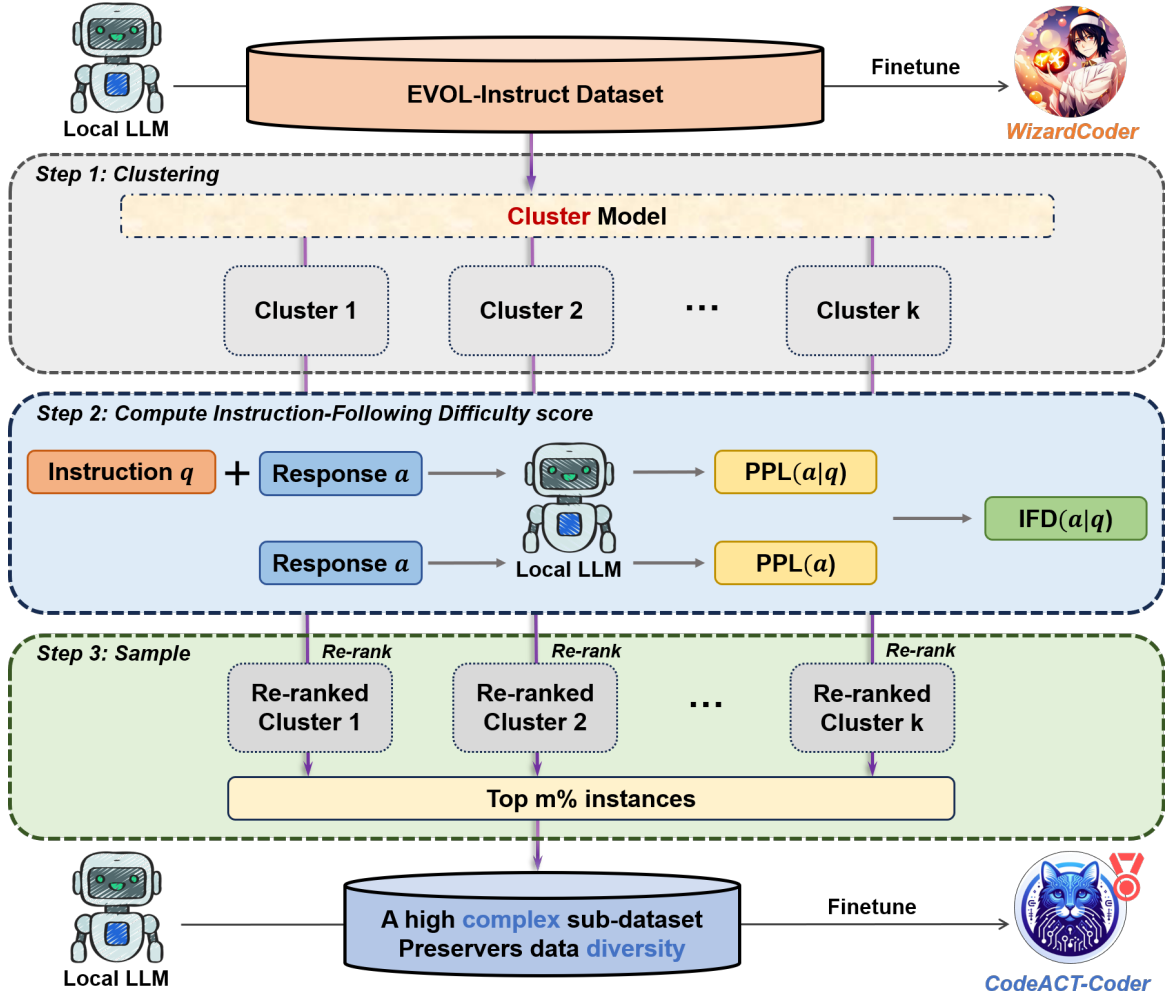 EVOL-Instruct Dataset
Finetune
Local LLM
WizardCoder
Step 1: Clustering
Cluster Model
Cluster 1
Cluster 2
...
Cluster k
Step 2: Compute Instruction-Following Difficulty score
Instruction q
+
Response a
PPL(a|q)
IFD(a|q)
Response a
Local LLM
PPL(a)
Step 3: Sample
Re-rank
Re-rank
Re-rank
Re-ranked
Cluster 1
Re-ranked
Cluster 2
...
Re-ranked
Cluster k
Top m% instances
A high complex sub-dataset
Preservers data diversity
Finetune
Local LLM
CodeACT-Coder